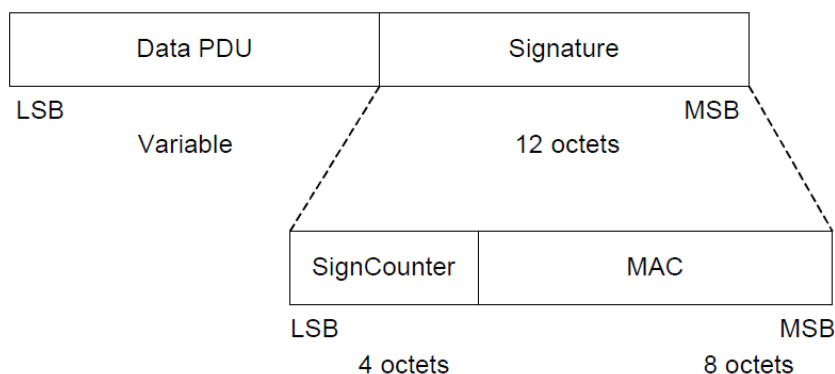 Data PDU Signature
LSB MSB
Variable 12 octets
SignCounter MAC
LSB MSB
4 octets 8 octets